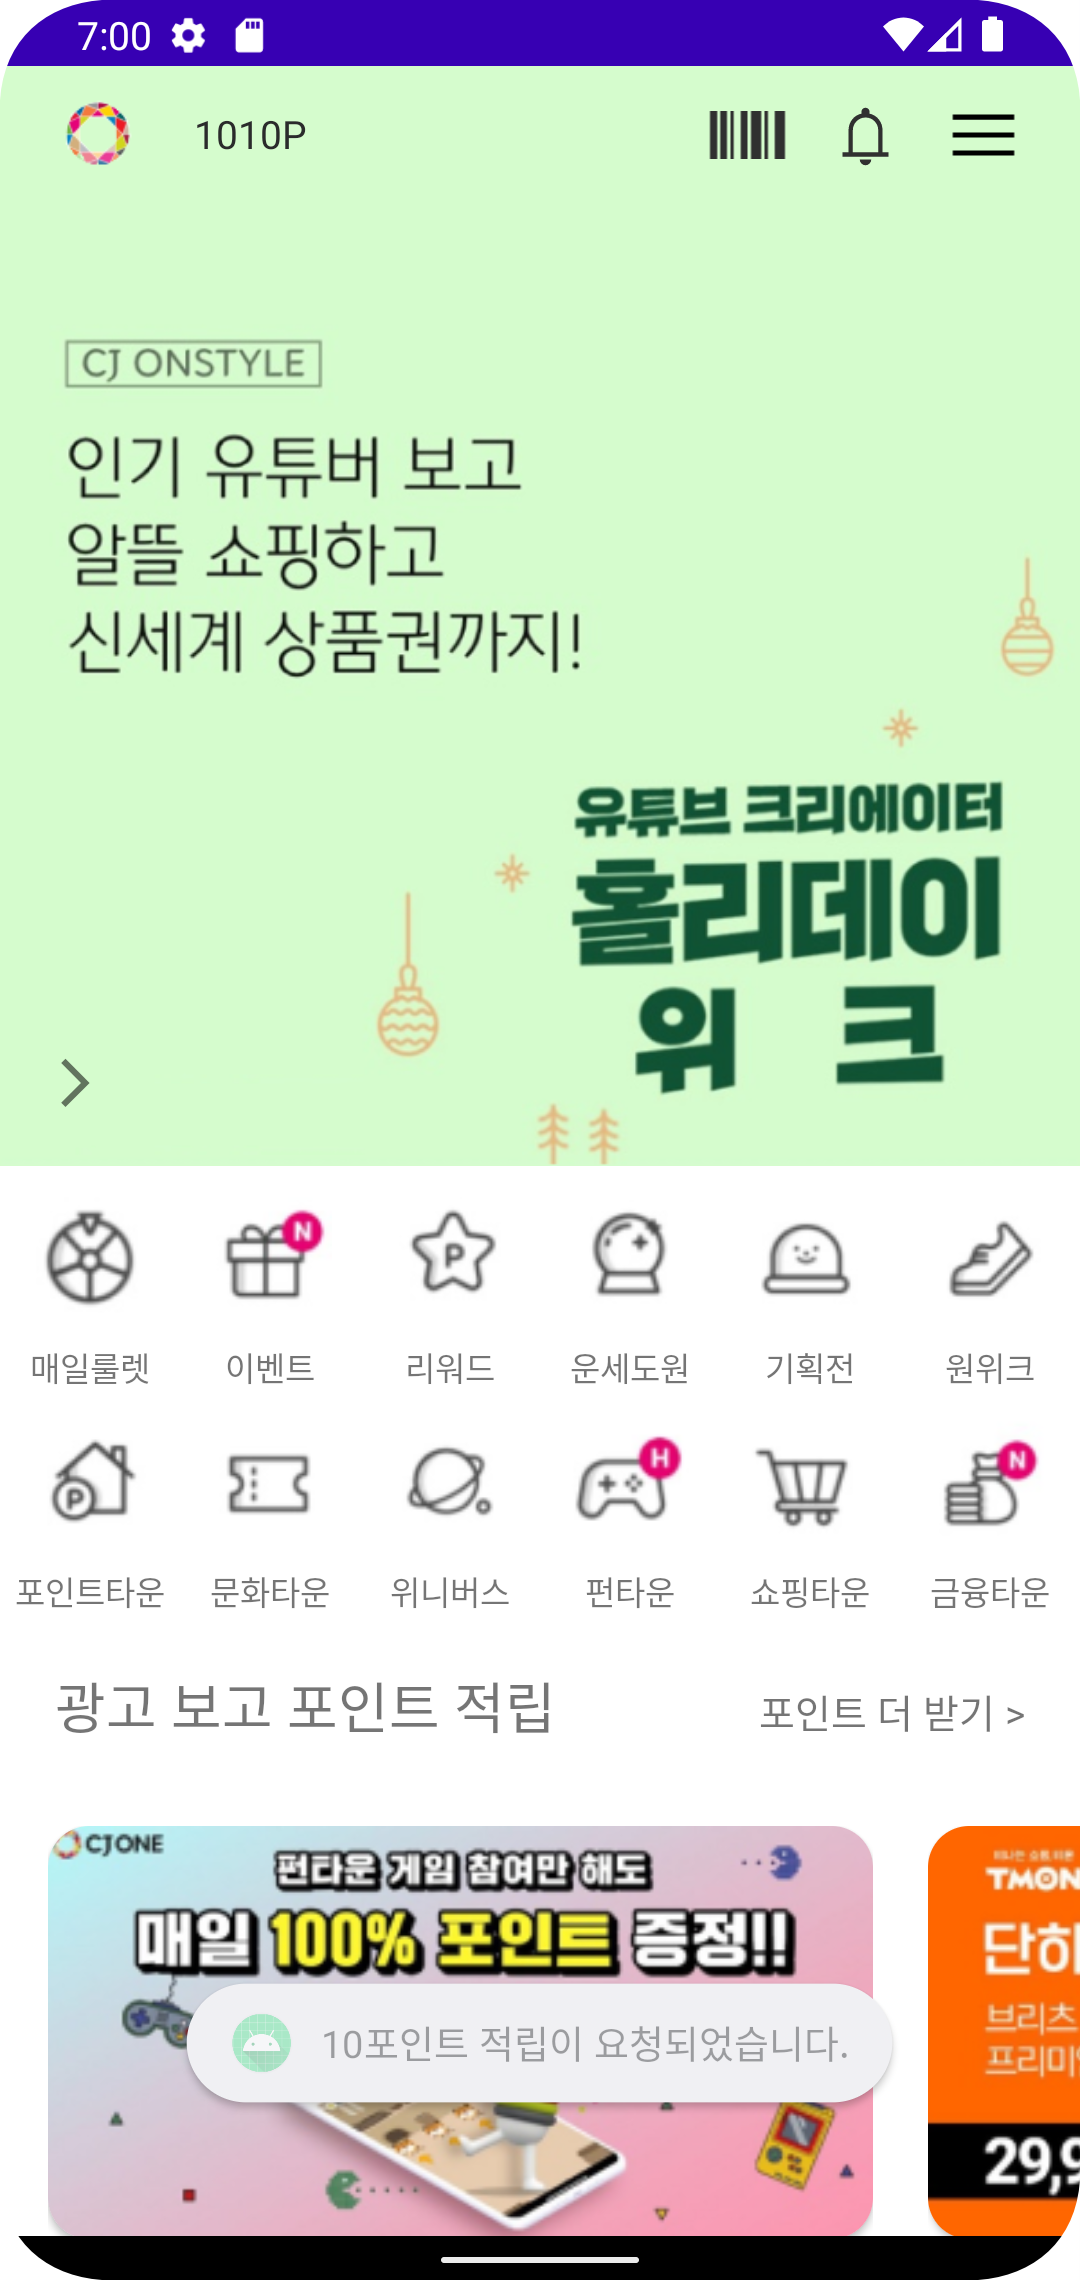 7:00
1010P
CJ ONSTYLE
인기 유튜버 보고
알뜰 쇼핑하고
신세계 상품권까지!
유튜브 크리에이터
홀리데이
위 크
N
P
매일룰렛 이벤트 리워드 운세도원 기획전 원위크
P
H
N
포인트타운 문화타운 위니버스 펀타운 쇼핑타운 금융타운
광고 보고 포인트 적립
포인트 더 받기 >
CJ ONE
펀타운 게임 참여만 해도
매일 100% 포인트 증정!!
10포인트 적립이 요청되었습니다.
TMON
단하
브리츠
프리미
29,9